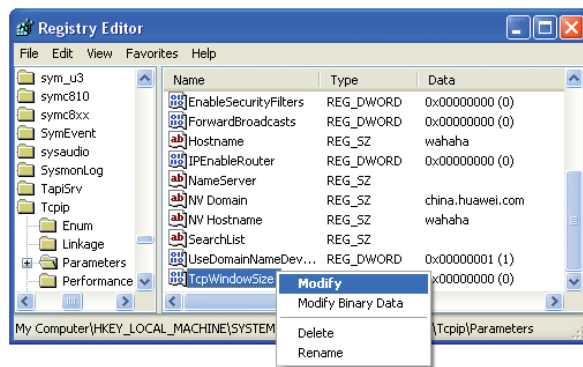 Registry Editor
File Edit View Favorites Help
sym_u3
symc810
symc8xx
SymEvent
sysaudio
SysmonLog
TapiSrv
Tcpip
Enum
Linkage
Parameters
Performance
Name Type Data
EnableSecurityFilters REG_DWORD 0x00000000 (0)
ForwardBroadcasts REG_DWORD 0x00000000 (0)
Hostname REG_SZ wahaha
IPEnableRouter REG_DWORD 0x00000000 (0)
NameServer REG_SZ
NV Domain REG_SZ china.huawei.com
NV Hostname REG_SZ wahaha
SearchList REG_SZ
UseDomainNameDev... REG_DWORD 0x00000001 (1)
TcpWindowSize x00000000 (0)
Modify
Modify Binary Data
Delete
Rename
My Computer\HKEY_LOCAL_MACHINE\SYSTEM \Tcpip\Parameters